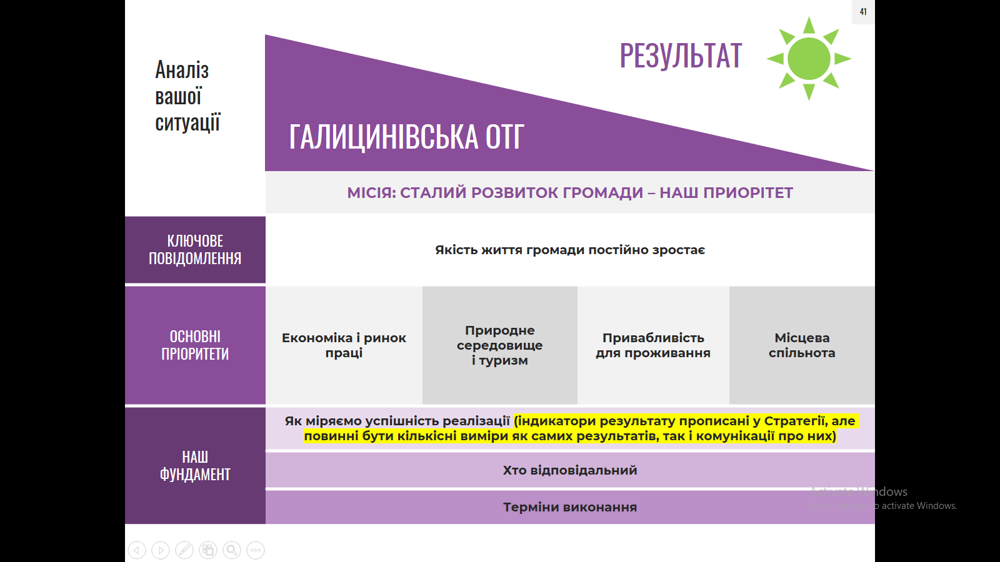 41
Аналіз
вашої
ситуації
РЕЗУЛЬТАТ
ГАЛИЦИНІВСЬКА ОТГ
МІСІЯ: СТАЛИЙ РОЗВИТОК ГРОМАДИ – НАШ ПРИОРІТЕТ
КЛЮЧОВЕ
ПОВІДОМЛЕННЯ
Якість життя громади постійно зростає
ОСНОВНІ
ПРІОРИТЕТИ
Економіка і ринок
праці
Природне
середовище
і туризм
Привабливість
для проживання
Місцева
спільнота
НАШ
ФУНДАМЕНТ
Як міряємо успішність реалізації (індикатори результату прописані у Стратегії, але
повинні бути кількісні виміри як самих результатів, так і комунікації про них)
Хто відповідальний
Терміни виконання
Activate Windows
to activate Windows.